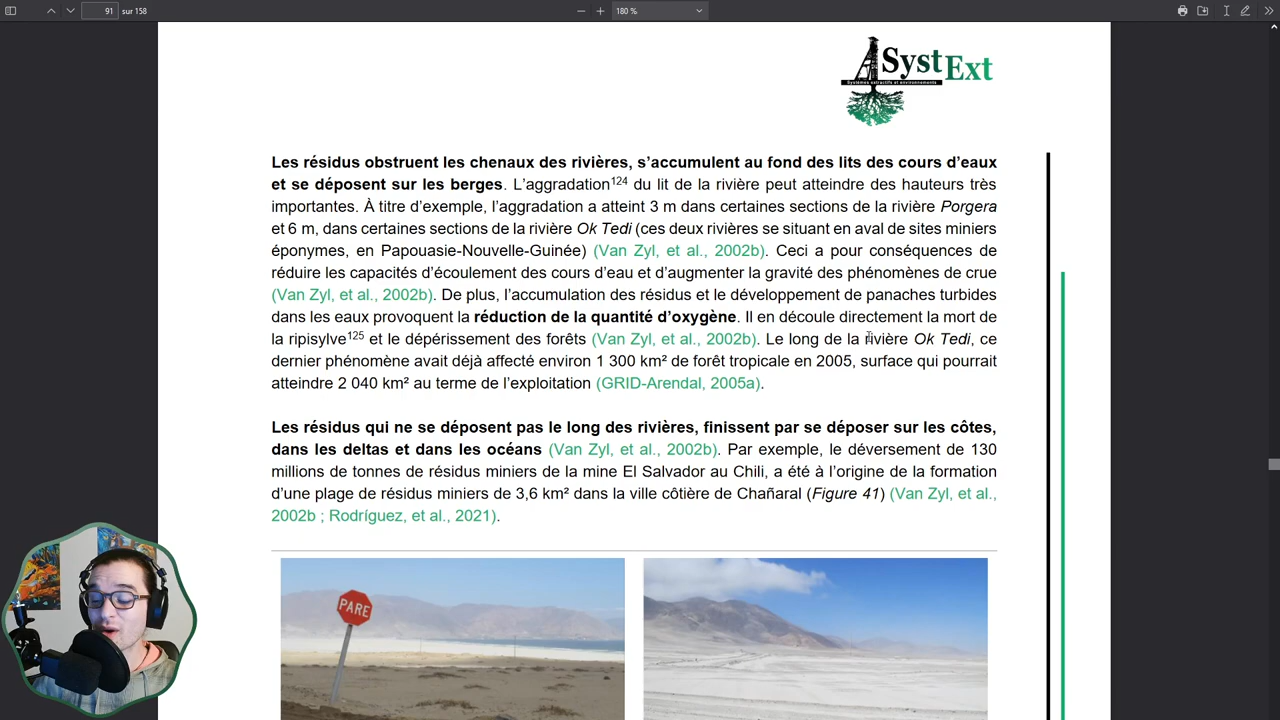 91 sur 158
180 %
SystExt
Systèmes extractifs et environnements
Les résidus obstruent les chenaux des rivières, s’accumulent au fond des lits des cours d’eaux
et se déposent sur les berges. L’aggradation124 du lit de la rivière peut atteindre des hauteurs très
importantes. À titre d’exemple, l’aggradation a atteint 3 m dans certaines sections de la rivière Porgera
et 6 m, dans certaines sections de la rivière Ok Tedi (ces deux rivières se situant en aval de sites miniers
éponymes, en Papouasie-Nouvelle-Guinée) (Van Zyl, et al., 2002b). Ceci a pour conséquences de
réduire les capacités d’écoulement des cours d’eau et d’augmenter la gravité des phénomènes de crue
(Van Zyl, et al., 2002b). De plus, l’accumulation des résidus et le développement de panaches turbides
dans les eaux provoquent la réduction de la quantité d’oxygène. Il en découle directement la mort de
la ripisylve125 et le dépérissement des forêts (Van Zyl, et al., 2002b). Le long de la rivière Ok Tedi, ce
dernier phénomène avait déjà affecté environ 1 300 km² de forêt tropicale en 2005, surface qui pourrait
atteindre 2 040 km² au terme de l’exploitation (GRID-Arendal, 2005a).
Les résidus qui ne se déposent pas le long des rivières, finissent par se déposer sur les côtes,
dans les deltas et dans les océans (Van Zyl, et al., 2002b). Par exemple, le déversement de 130
millions de tonnes de résidus miniers de la mine El Salvador au Chili, a été à l’origine de la formation
d’une plage de résidus miniers de 3,6 km² dans la ville côtière de Chañaral (Figure 41) (Van Zyl, et al.,
2002b ; Rodríguez, et al., 2021).
PARE